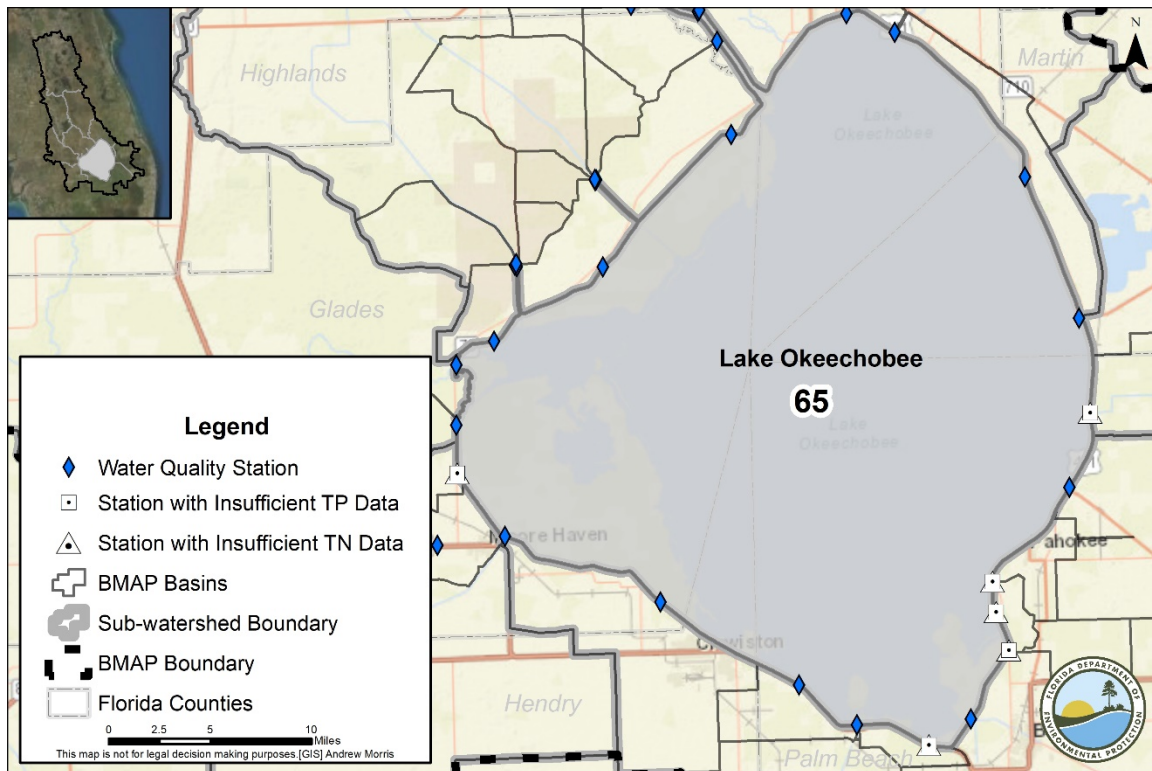 N
Highlands
Martin
710
Lake
Okeechobee
Glades
Lake Okeechobee
65
Lake
Okeechobee
Legend
Water Quality Station
Station with Insufficient TP Data
Station with Insufficient TN Data
BMAP Basins
Sub-watershed Boundary
BMAP Boundary
Florida Counties
0 2.5 5 10
Miles
This map is not for legal decision making purposes.[GIS] Andrew Morris
Moore Haven
ahokee
Clewiston
Hendry
Palm Beach
FLORIDA DEPARTMENT OF
ENVIRONMENTAL PROTECTION